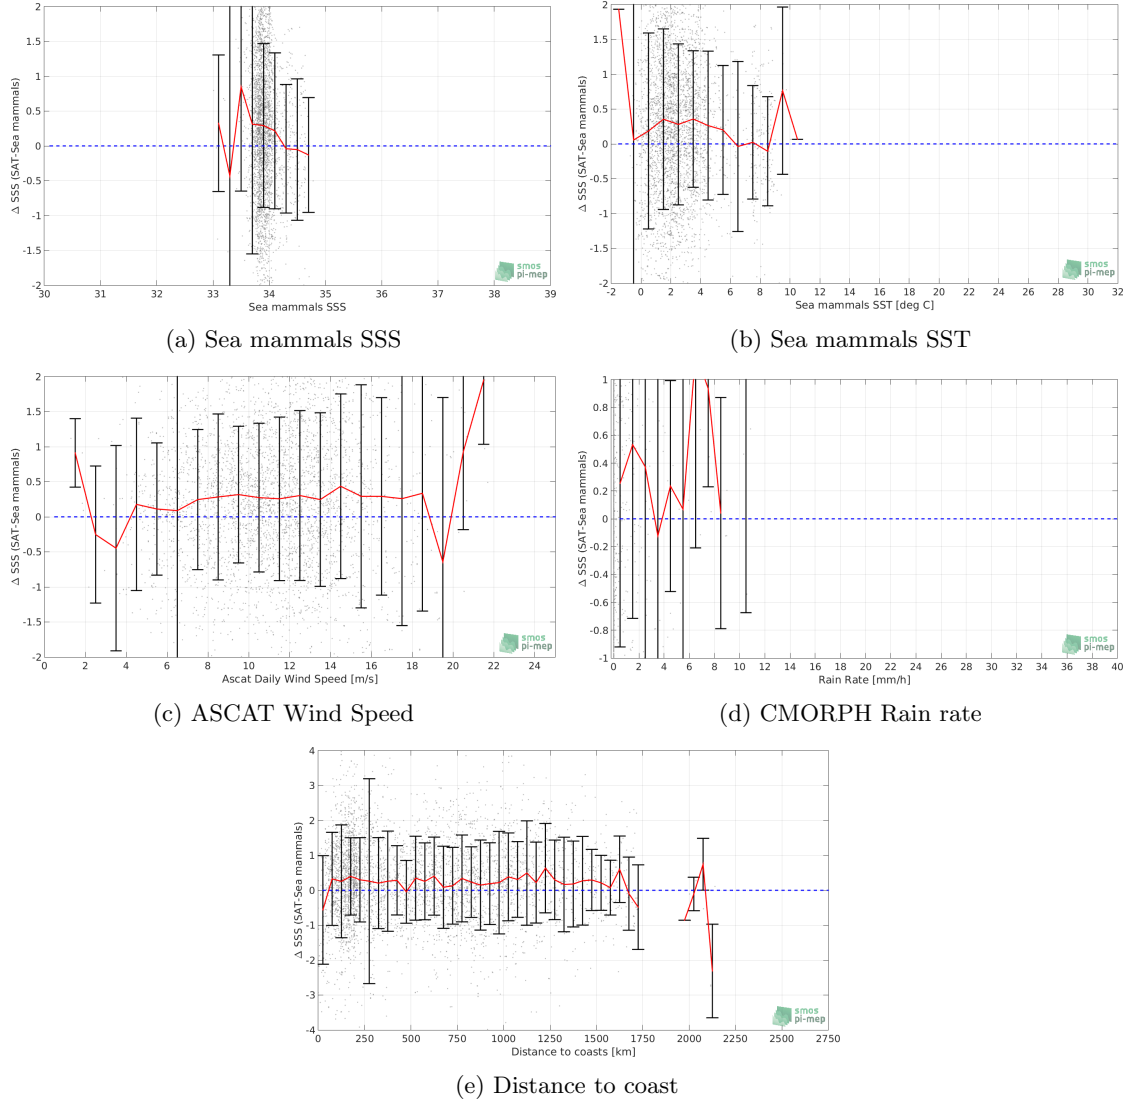 2
1.5
1
0.5
0
-0.5
-1
-1.5
-2
Δ SSS (SAT-Sea mammals)
30 31 32 33 34 35 36 37 38 39
Sea mammals SSS
smos
pi-mep
(a) Sea mammals SSS
2
1.5
1
0.5
0
-0.5
-1
-1.5
-2
Δ SSS (SAT-Sea mammals)
-2 0 2 4 6 8 10 12 14 16 18 20 22 24 26 28 30 32
Sea mammals SST [deg C]
smos
pi-mep
(b) Sea mammals SST
2
1.5
1
0.5
0
-0.5
-1
-1.5
-2
Δ SSS (SAT-Sea mammals)
0 2 4 6 8 10 12 14 16 18 20 22 24
Ascat Daily Wind Speed [m/s]
smos
pi-mep
(c) ASCAT Wind Speed
1
0.8
0.6
0.4
0.2
0
-0.2
-0.4
-0.6
-0.8
-1
Δ SSS (SAT-Sea mammals)
0 2 4 6 8 10 12 14 16 18 20 22 24 26 28 30 32 34 36 38 40
Rain Rate [mm/h]
smos
pi-mep
(d) CMORPH Rain rate
4
3
2
1
0
-1
-2
-3
-4
Δ SSS (SAT-Sea mammals)
0 250 500 750 1000 1250 1500 1750 2000 2250 2500 2750
Distance to coasts [km]
smos
pi-mep
(e) Distance to coast